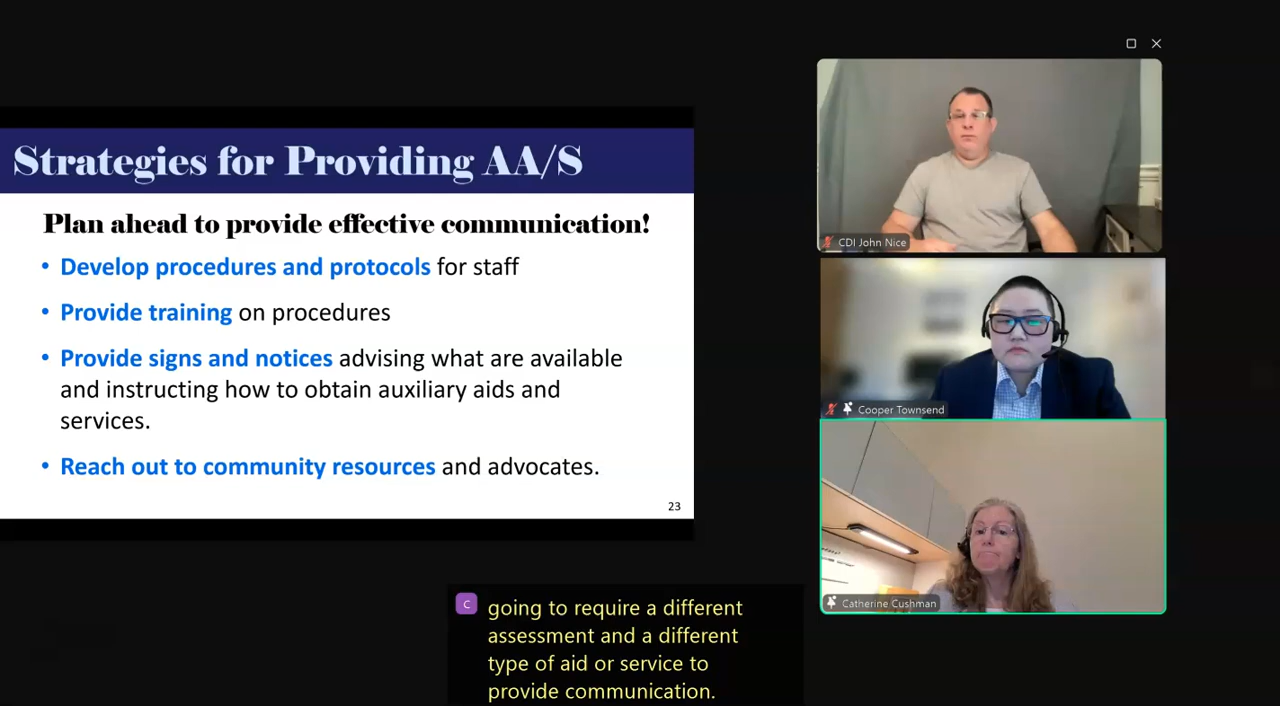 Strategies for Providing AA/S
Plan ahead to provide effective communication!
• Develop procedures and protocols for staff
• Provide training on procedures
• Provide signs and notices advising what are available
and instructing how to obtain auxiliary aids and
services.
• Reach out to community resources and advocates.
23
CDI John Nice
Cooper Townsend
Catherine Cushman
C
going to require a different
assessment and a different
type of aid or service to
provide communication.